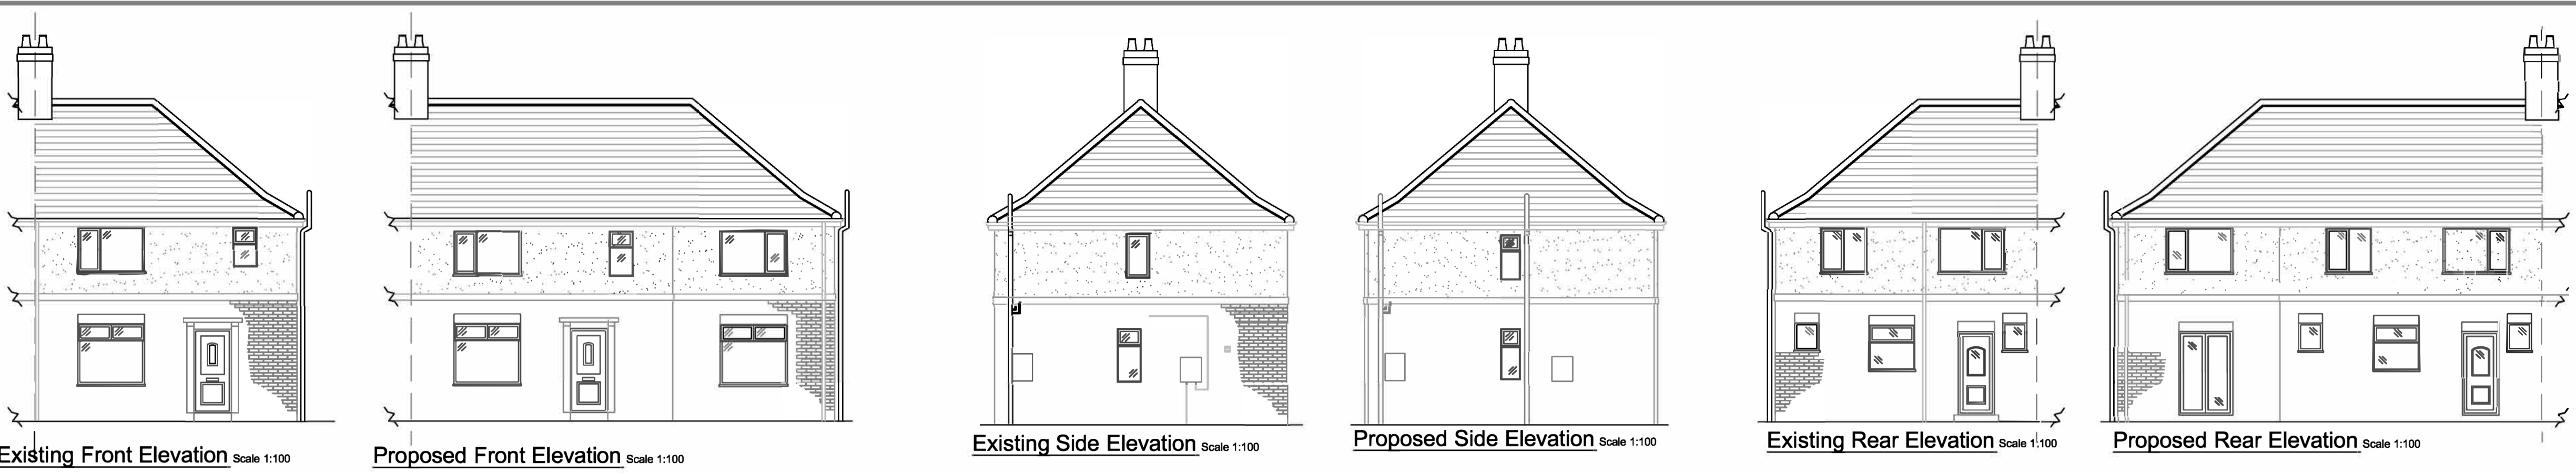 Existing Front Elevation Scale 1:100
Proposed Front Elevation Scale 1:100
Existing Side Elevation Scale 1:100
Proposed Side Elevation Scale 1:100
Existing Rear Elevation Scale 1:100
Proposed Rear Elevation Scale 1:100